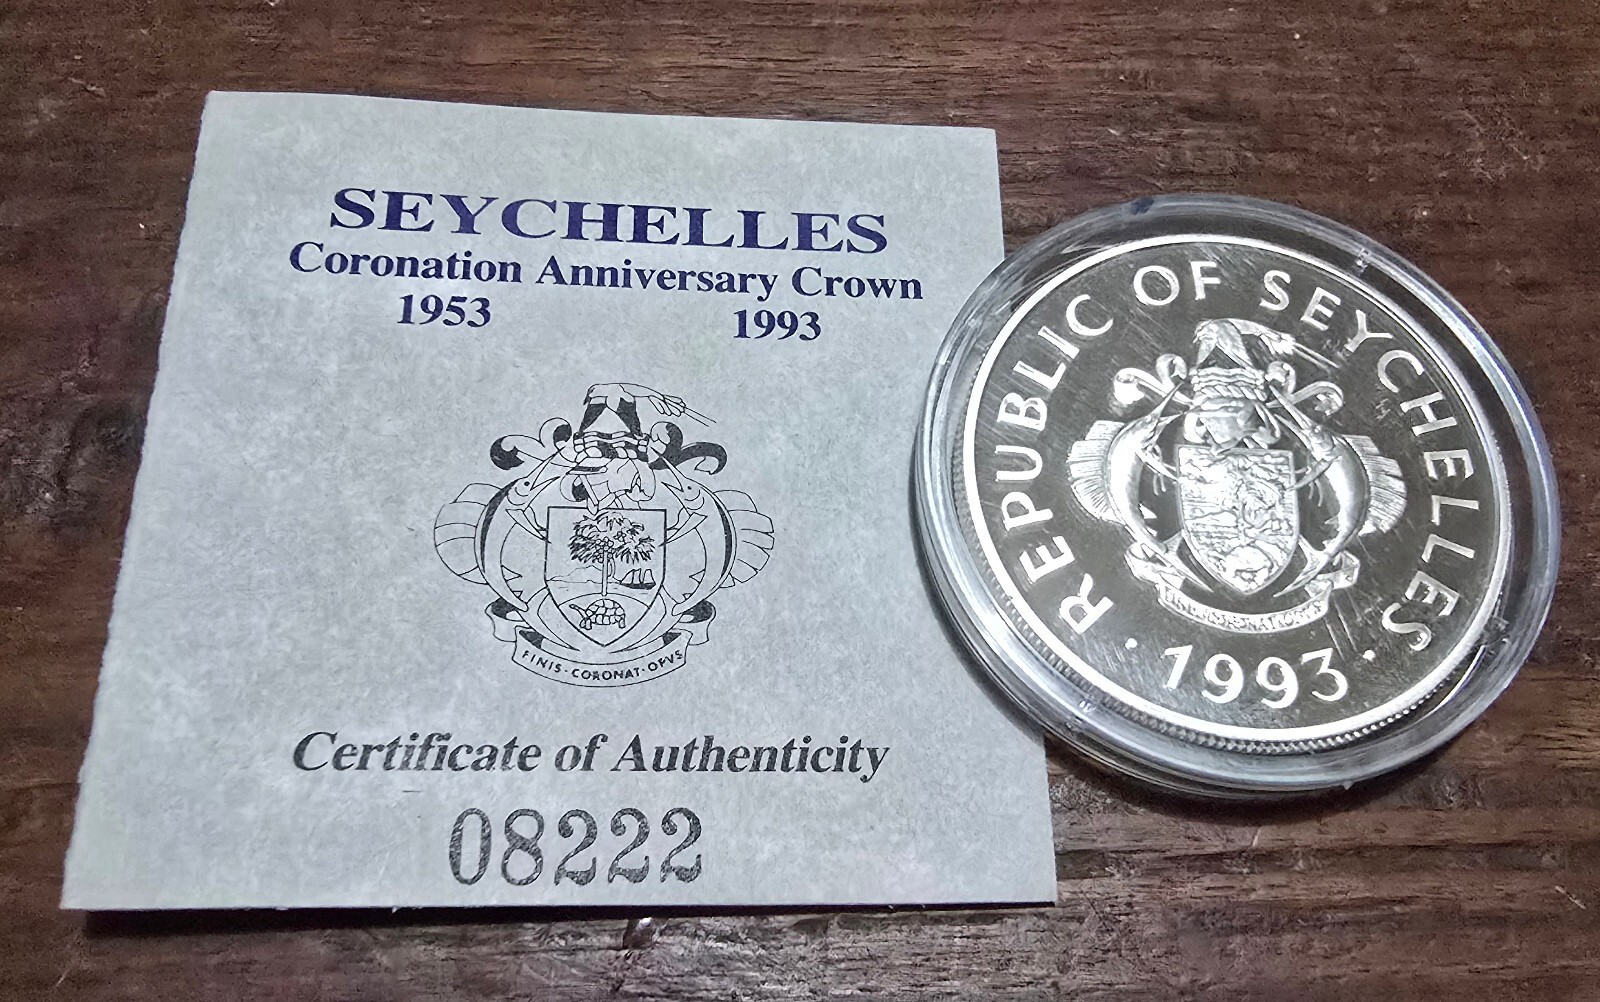 SEYCHELLES
Coronation Anniversary Crown
1953 1993
FINIS·CORONAT·OPVS
Certificate of Authenticity
08222
REPUBLIC OF SEYCHELLES
· 1993 ·